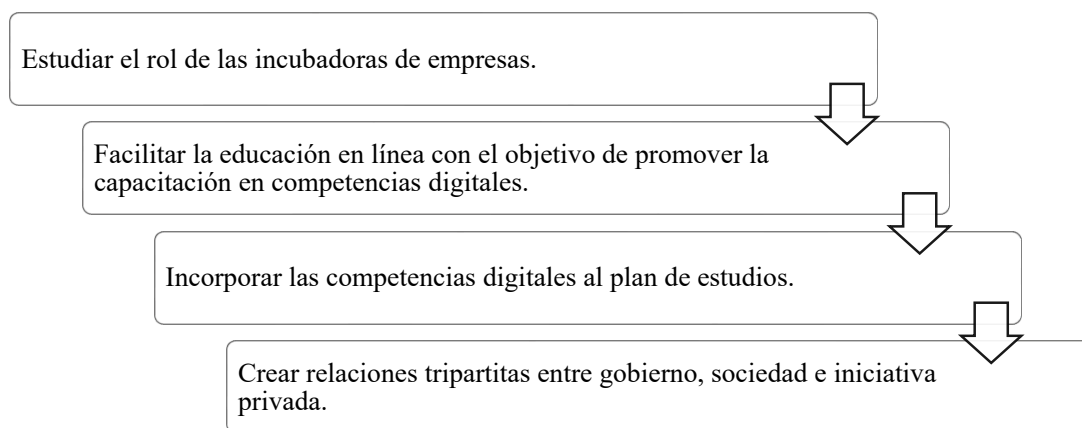 Estudiar el rol de las incubadoras de empresas.
Facilitar la educación en línea con el objetivo de promover la
capacitación en competencias digitales.
Incorporar las competencias digitales al plan de estudios.
Crear relaciones tripartitas entre gobierno, sociedad e iniciativa
privada.